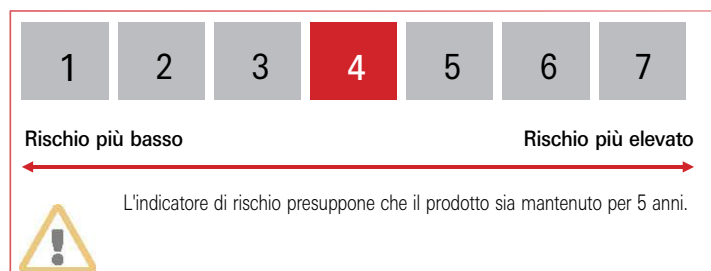 1 2 3 4 5 6 7
Rischio più basso Rischio più elevato
L'indicatore di rischio presuppone che il prodotto sia mantenuto per 5 anni.
!